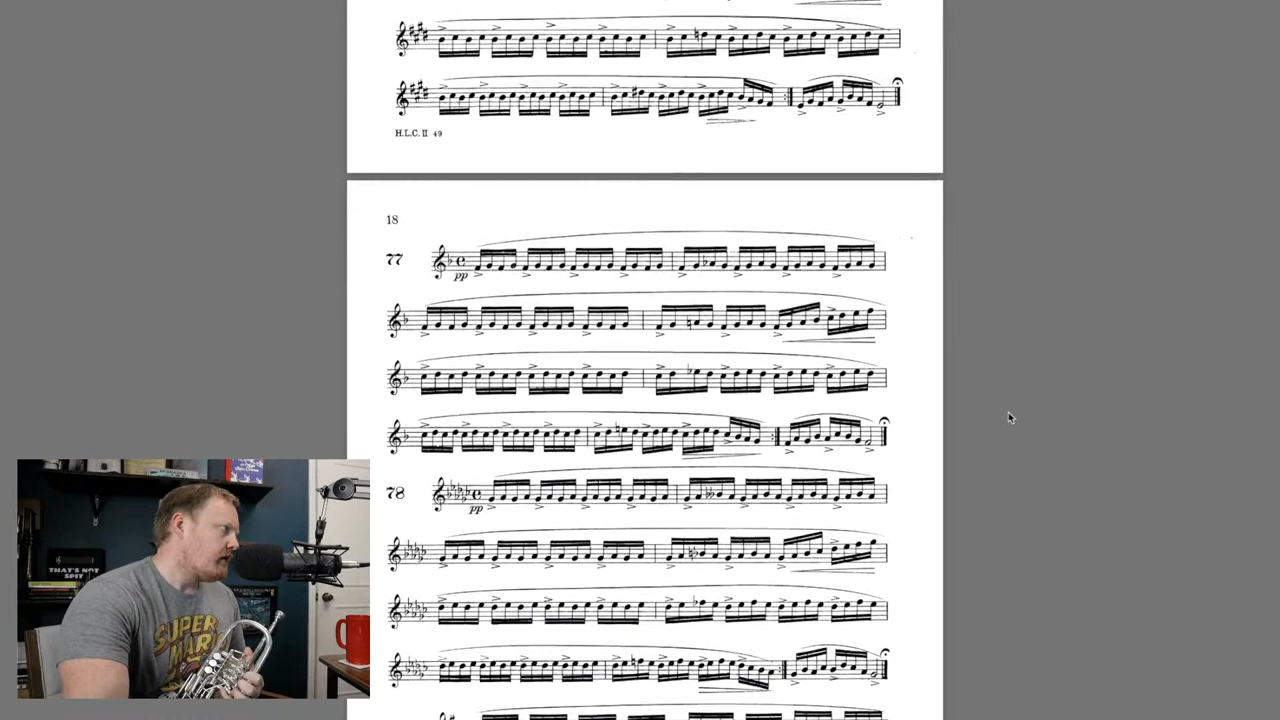 H.L.C. II 49
18
77
pp
78
pp
THAT'S NOT
SPIT
SUPER
MARI